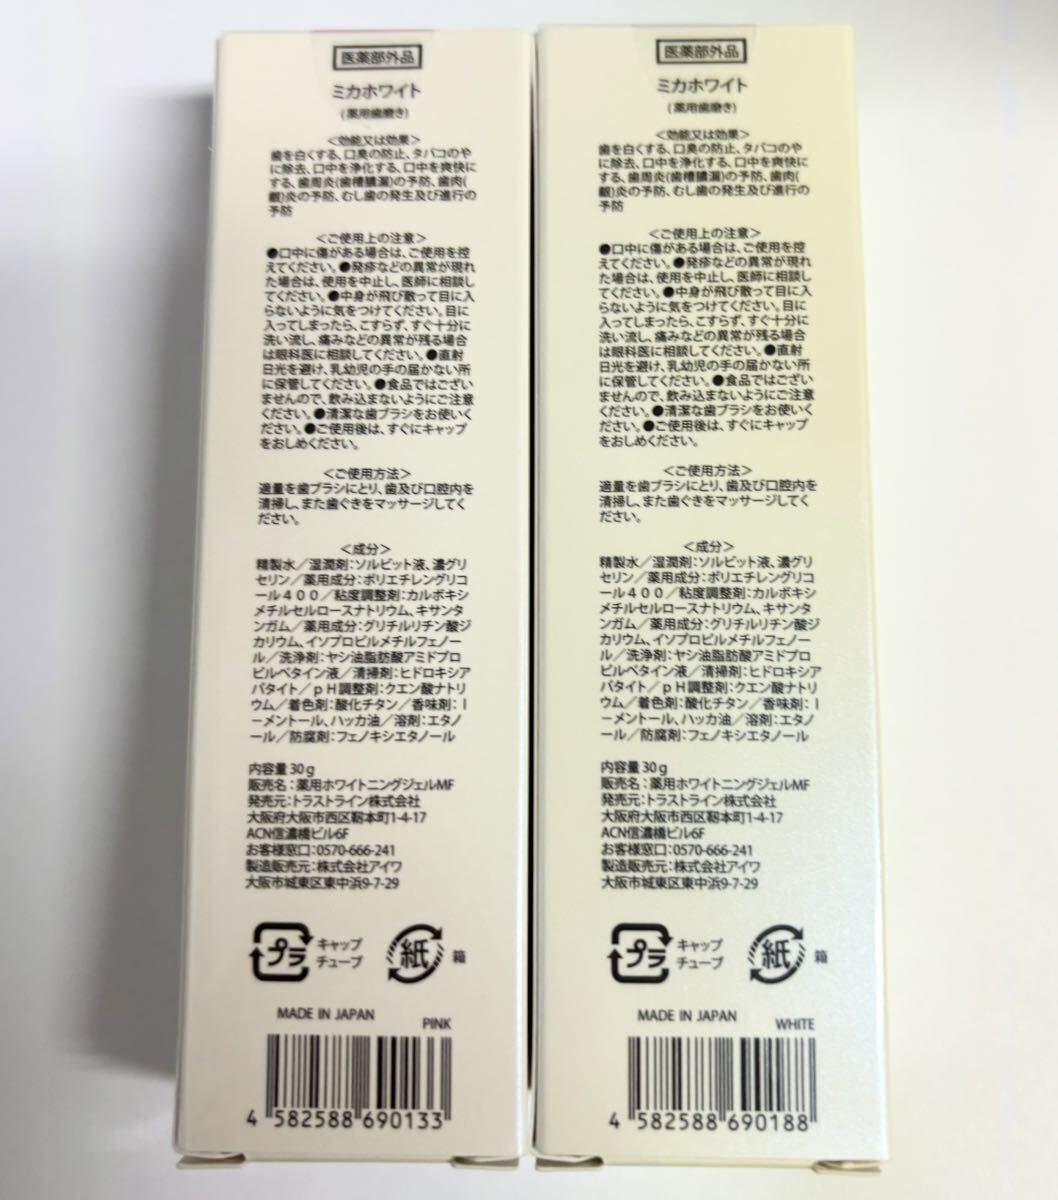 医薬部外品
ミカホワイト
(薬用歯磨き)
＜効能又は効果＞
歯を白くする、口臭の防止、タバコのや
に除去、口中を浄化する、口中を爽快に
する、歯周炎(歯槽膿漏)の予防、歯肉(
齦)炎の予防、むし歯の発生及び進行の
予防
＜ご使用上の注意＞
●口中に傷がある場合は、ご使用を控
えてください。●発疹などの異常が現れ
た場合は、使用を中止し、医師に相談し
てください。●中身が飛び散って目に入
らないように気をつけてください。目に
入ってしまったら、こすらず、すぐ十分に
洗い流し、痛みなどの異常が残る場合
は眼科医に相談してください。●直射
日光を避け、乳幼児の手の届かない所
に保管してください。●食品ではござい
ませんので、飲み込まないようにご注意
ください。●清潔な歯ブラシをお使いく
ださい。●ご使用後は、すぐにキャップ
をおしめください。
＜ご使用方法＞
適量を歯ブラシにとり、歯及び口腔内を
清掃し、また歯ぐきをマッサージしてく
ださい。
＜成分＞
精製水／湿潤剤：ソルビット液、濃グリ
セリン／薬用成分：ポリエチレングリコ
ール４００／粘度調整剤：カルボキシ
メチルセルロースナトリウム、キサンタ
ンガム／薬用成分：グリチルリチン酸ジ
カリウム、イソプロピルメチルフェノー
ル／洗浄剤：ヤシ油脂肪酸アミドプロ
ピルベタイン液／清掃剤：ヒドロキシア
パタイト／ｐＨ調整剤：クエン酸ナトリ
ウム／着色剤：酸化チタン／香味剤：ｌ
－メントール、ハッカ油／溶剤：エタノ
ール／防腐剤：フェノキシエタノール
内容量 30ｇ
販売名：薬用ホワイトニングジェルMF
発売元：トラストライン株式会社
大阪府大阪市西区靭本町1-4-17
ACN信濃橋ビル6F
お客様窓口：0570-666-241
製造販売元：株式会社アイワ
大阪市城東区東中浜9-7-29
プラ
キャップ
チューブ
紙
箱
MADE IN JAPAN
PINK
4 582588 690133
医薬部外品
ミカホワイト
(薬用歯磨き)
＜効能又は効果＞
歯を白くする、口臭の防止、タバコのや
に除去、口中を浄化する、口中を爽快に
する、歯周炎(歯槽膿漏)の予防、歯肉(
齦)炎の予防、むし歯の発生及び進行の
予防
＜ご使用上の注意＞
●口中に傷がある場合は、ご使用を控
えてください。●発疹などの異常が現れ
た場合は、使用を中止し、医師に相談し
てください。●中身が飛び散って目に入
らないように気をつけてください。目に
入ってしまったら、こすらず、すぐ十分に
洗い流し、痛みなどの異常が残る場合
は眼科医に相談してください。●直射
日光を避け、乳幼児の手の届かない所
に保管してください。●食品ではござい
ませんので、飲み込まないようにご注意
ください。●清潔な歯ブラシをお使いく
ださい。●ご使用後は、すぐにキャップ
をおしめください。
＜ご使用方法＞
適量を歯ブラシにとり、歯及び口腔内を
清掃し、また歯ぐきをマッサージしてく
ださい。
＜成分＞
精製水／湿潤剤：ソルビット液、濃グリ
セリン／薬用成分：ポリエチレングリコ
ール４００／粘度調整剤：カルボキシ
メチルセルロースナトリウム、キサンタ
ンガム／薬用成分：グリチルリチン酸ジ
カリウム、イソプロピルメチルフェノー
ル／洗浄剤：ヤシ油脂肪酸アミドプロ
ピルベタイン液／清掃剤：ヒドロキシア
パタイト／ｐＨ調整剤：クエン酸ナトリ
ウム／着色剤：酸化チタン／香味剤：ｌ
－メントール、ハッカ油／溶剤：エタノ
ール／防腐剤：フェノキシエタノール
内容量 30ｇ
販売名：薬用ホワイトニングジェルMF
発売元：トラストライン株式会社
大阪府大阪市西区靭本町1-4-17
ACN信濃橋ビル6F
お客様窓口：0570-666-241
製造販売元：株式会社アイワ
大阪市城東区東中浜9-7-29
プラ
キャップ
チューブ
紙
箱
MADE IN JAPAN
WHITE
4 582588 690188